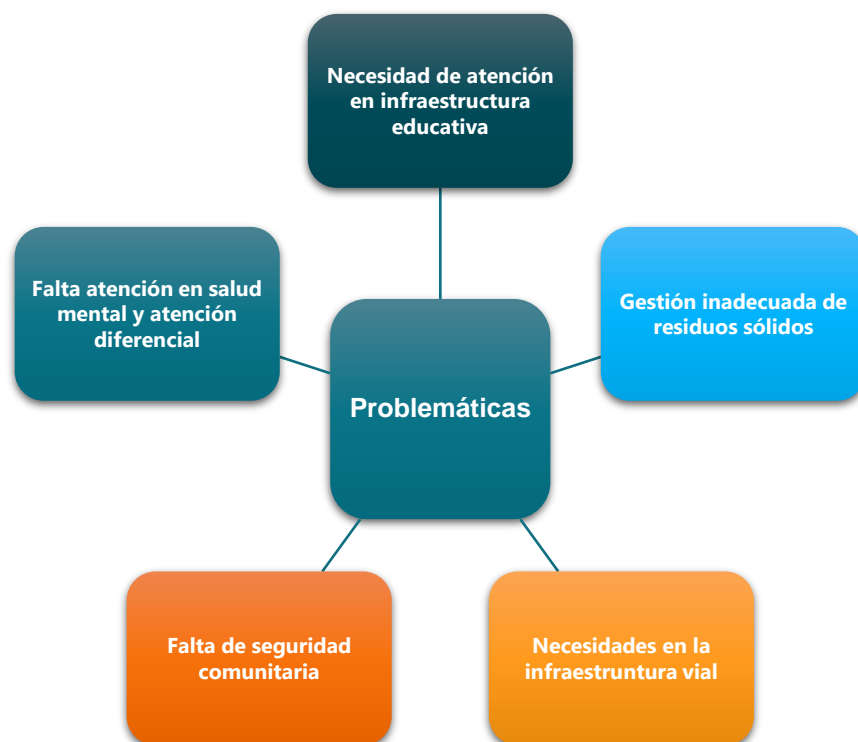 Necesidad de atención
en infraestructura
educativa
Falta atención en salud
mental y atención
diferencial
Gestión inadecuada de
residuos sólidos
Problemáticas
Falta de seguridad
comunitaria
Necesidades en la
infraestruntura vial